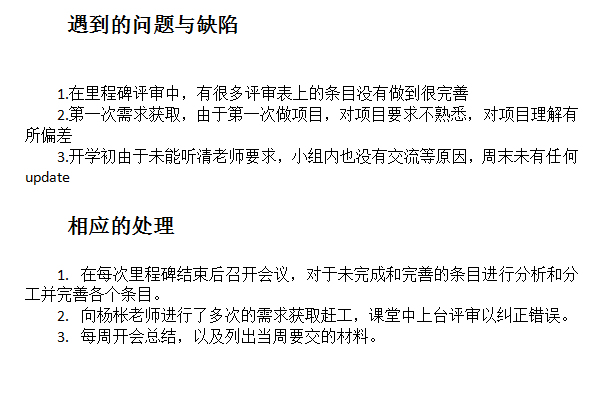 遇到的问题与缺陷
1.在里程碑评审中，有很多评审表上的条目没有做到很完善
2.第一次需求获取，由于第一次做项目，对项目要求不熟悉，对项目理解有
所偏差
3.开学初由于未能听清老师要求，小组内也没有交流等原因，周末未有任何
update
相应的处理
1. 在每次里程碑结束后召开会议，对于未完成和完善的条目进行分析和分
工并完善各个条目。
2. 向杨枨老师进行了多次的需求获取赶工，课堂中上台评审以纠正错误。
3. 每周开会总结，以及列出当周要交的材料。